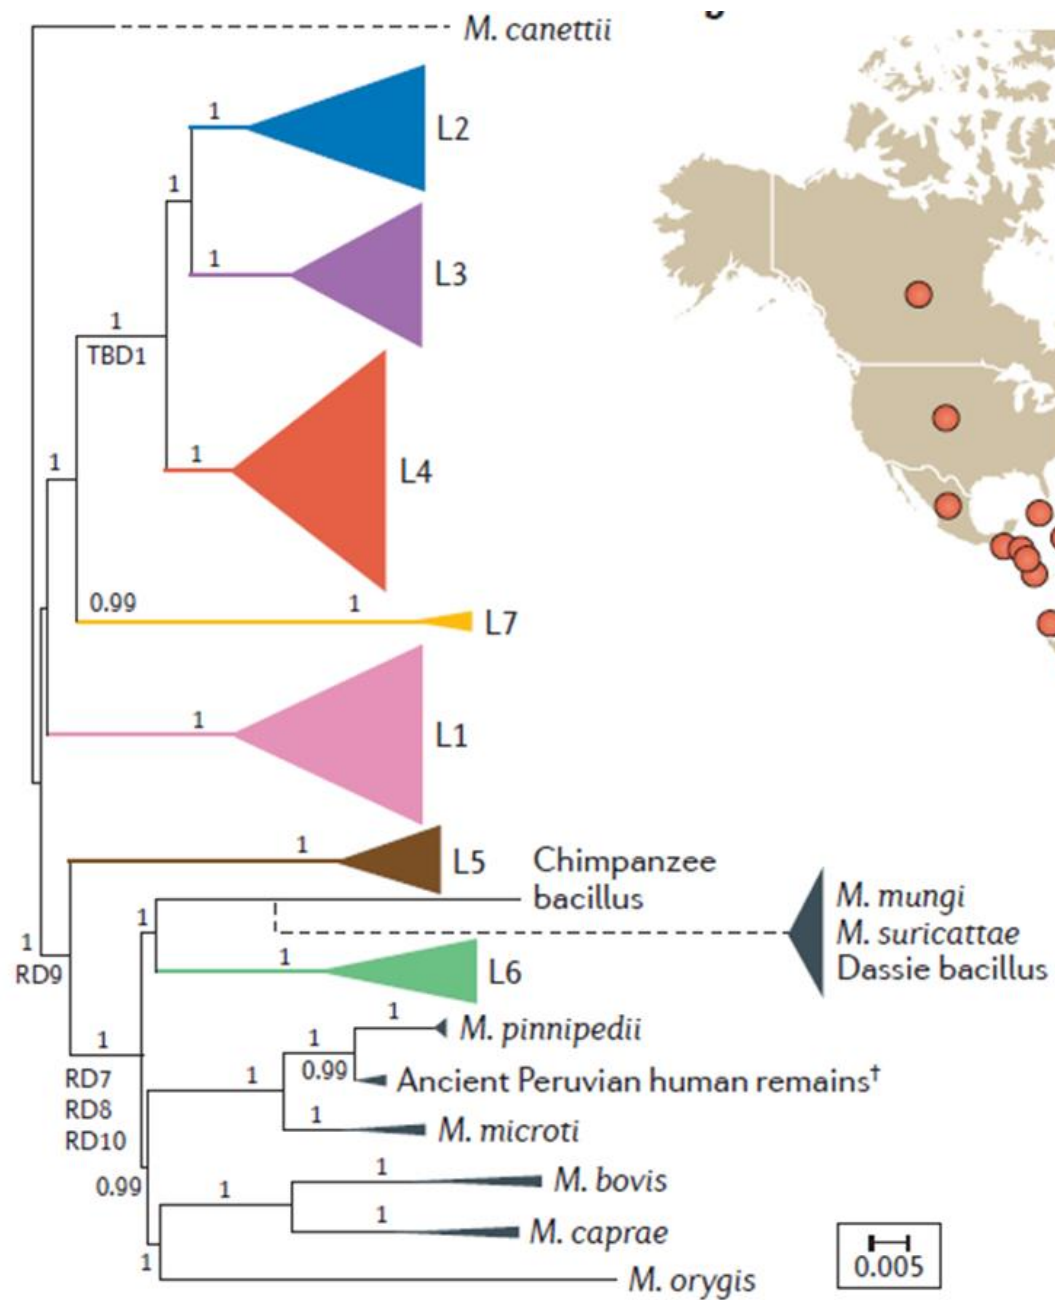 M. canettii
1
L2
1
1
L3
1
TBD1
1
L4
1
0.99
1
L7
1
L1
1
L5
Chimpanzee
bacillus
M. mungi
M. suricattae
Dassie bacillus
1
1
L6
1
RD9
1
M. pinnipedii
1
0.99
Ancient Peruvian human remains†
1
RD7
RD8
RD10
1
1
M. microti
0.99
1
M. bovis
1
1
M. caprae
1
M. orygis
0.005